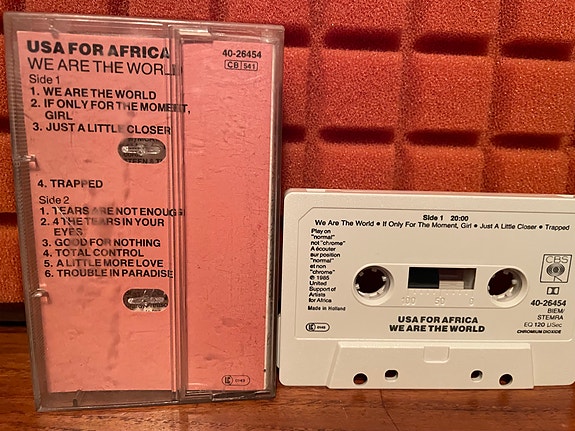 USA FOR AFRICA
WE ARE THE WORLD
40-26454
CB 541
Side 1
1. WE ARE THE WORLD
2. IF ONLY FOR THE MOMENT,
GIRL
3. JUST A LITTLE CLOSER
4. TRAPPED
Side 2
1. TEARS ARE NOT ENOUGH
2. 4 THE TEARS IN YOUR
EYES
3. GOOD FOR NOTHING
4. TOTAL CONTROL
5. A LITTLE MORE LOVE
6. TROUBLE IN PARADISE
Side 1 20:00
We Are The World • If Only For The Moment, Girl • Just A Little Closer • Trapped
Play on
"normal"
not "chrome"
A écouter
sur position
"normal"
et non
"chrome"
℗ 1985
United
Support of
Artists
for Africa
Made in Holland
100 50 0
CBS
40-26454
BIEM/
STEMRA
EQ 120 µSec
CHROMIUM DIOXIDE
USA FOR AFRICA
WE ARE THE WORLD